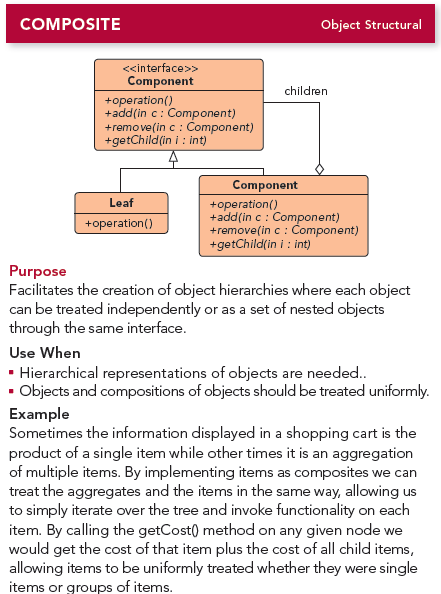 COMPOSITE
Object Structural
<<interface>>
Component
+operation()
+add(in c : Component)
+remove(in c : Component)
+getChild(in i : int)
children
Leaf
+operation()
Component
+operation()
+add(in c : Component)
+remove(in c : Component)
+getChild(in i : int)
Purpose
Facilitates the creation of object hierarchies where each object
can be treated independently or as a set of nested objects
through the same interface.
Use When
▪ Hierarchical representations of objects are needed..
▪ Objects and compositions of objects should be treated uniformly.
Example
Sometimes the information displayed in a shopping cart is the
product of a single item while other times it is an aggregation
of multiple items. By implementing items as composites we can
treat the aggregates and the items in the same way, allowing us
to simply iterate over the tree and invoke functionality on each
item. By calling the getCost() method on any given node we
would get the cost of that item plus the cost of all child items,
allowing items to be uniformly treated whether they were single
items or groups of items.